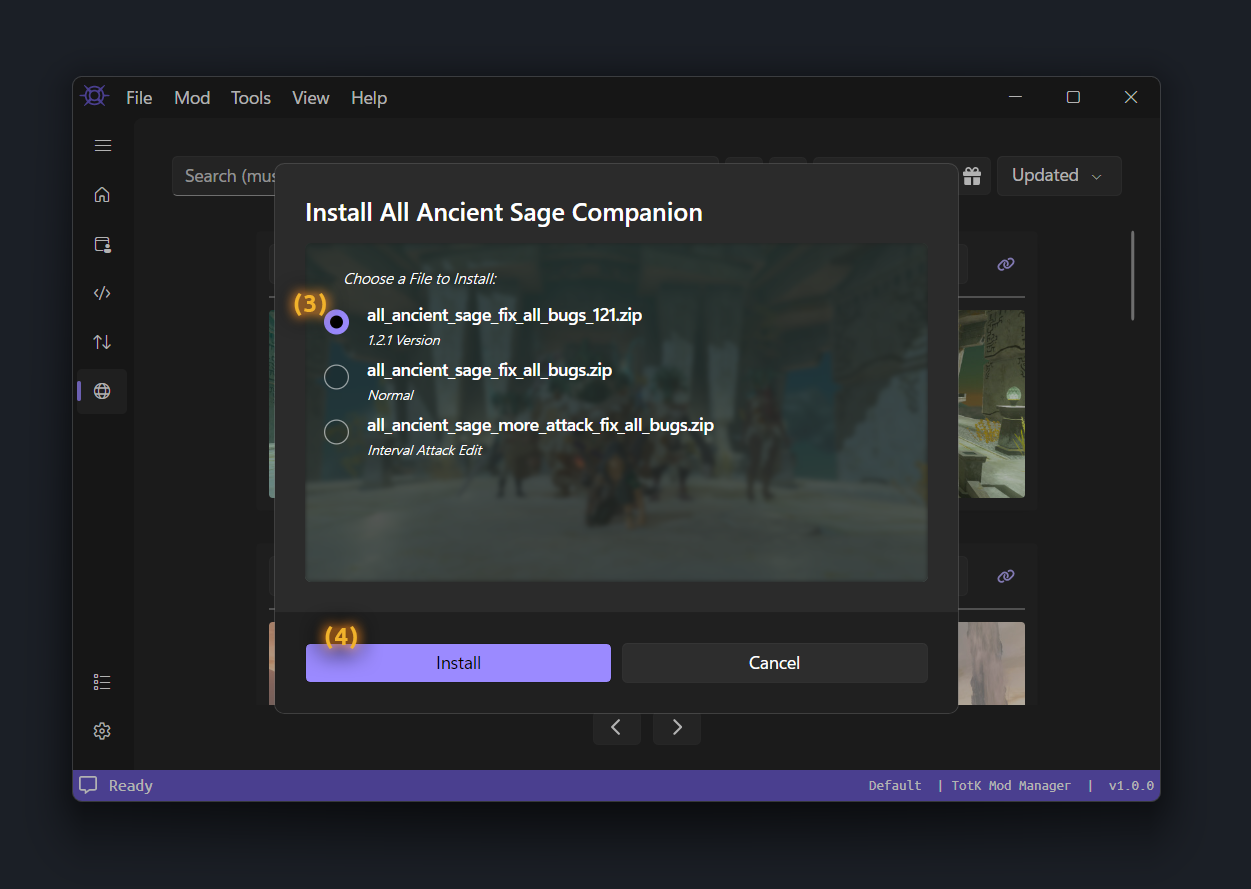 File Mod Tools View Help
Search (mus
Updated
Install All Ancient Sage Companion
Choose a File to Install:
(3)
all_ancient_sage_fix_all_bugs_121.zip
1.2.1 Version
all_ancient_sage_fix_all_bugs.zip
Normal
all_ancient_sage_more_attack_fix_all_bugs.zip
Interval Attack Edit
(4)
Install Cancel
Ready Default | TotK Mod Manager | v1.0.0